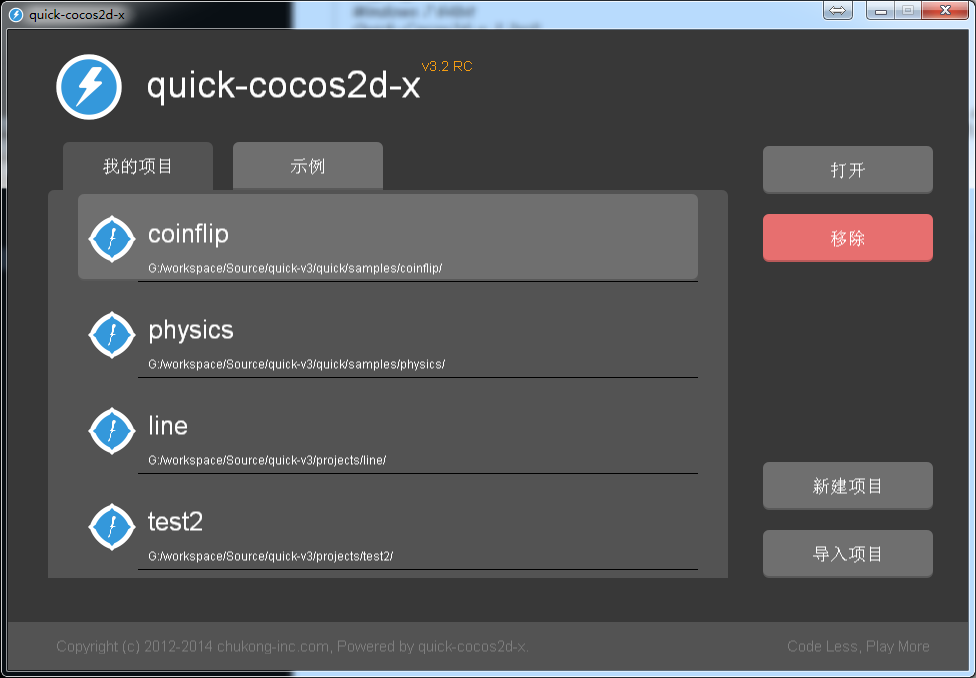 quick-cocos2d-x
quick-cocos2d-x v3.2 RC
我的项目
示例
coinflip
G:/workspace/Source/quick-v3/quick/samples/coinflip/
physics
G:/workspace/Source/quick-v3/quick/samples/physics/
line
G:/workspace/Source/quick-v3/projects/line/
test2
G:/workspace/Source/quick-v3/projects/test2/
打开
移除
新建项目
导入项目
Copyright (c) 2012-2014 chukong-inc.com, Powered by quick-cocos2d-x.
Code Less, Play More